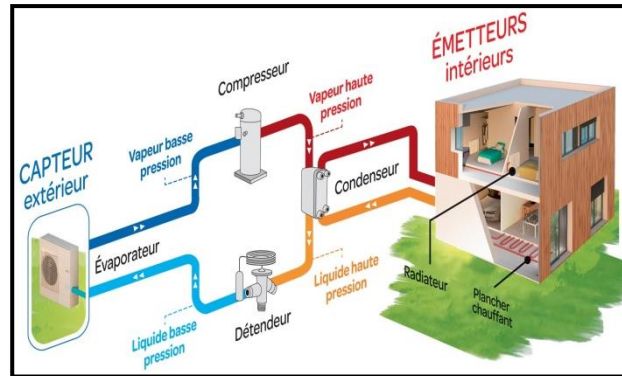 CAPTEUR
extérieur
Évaporateur
Vapeur basse
pression
Compresseur
Vapeur haute
pression
Condenseur
Liquide haute
pression
Détendeur
Liquide basse
pression
ÉMETTEURS
intérieurs
Radiateur
Plancher
chauffant